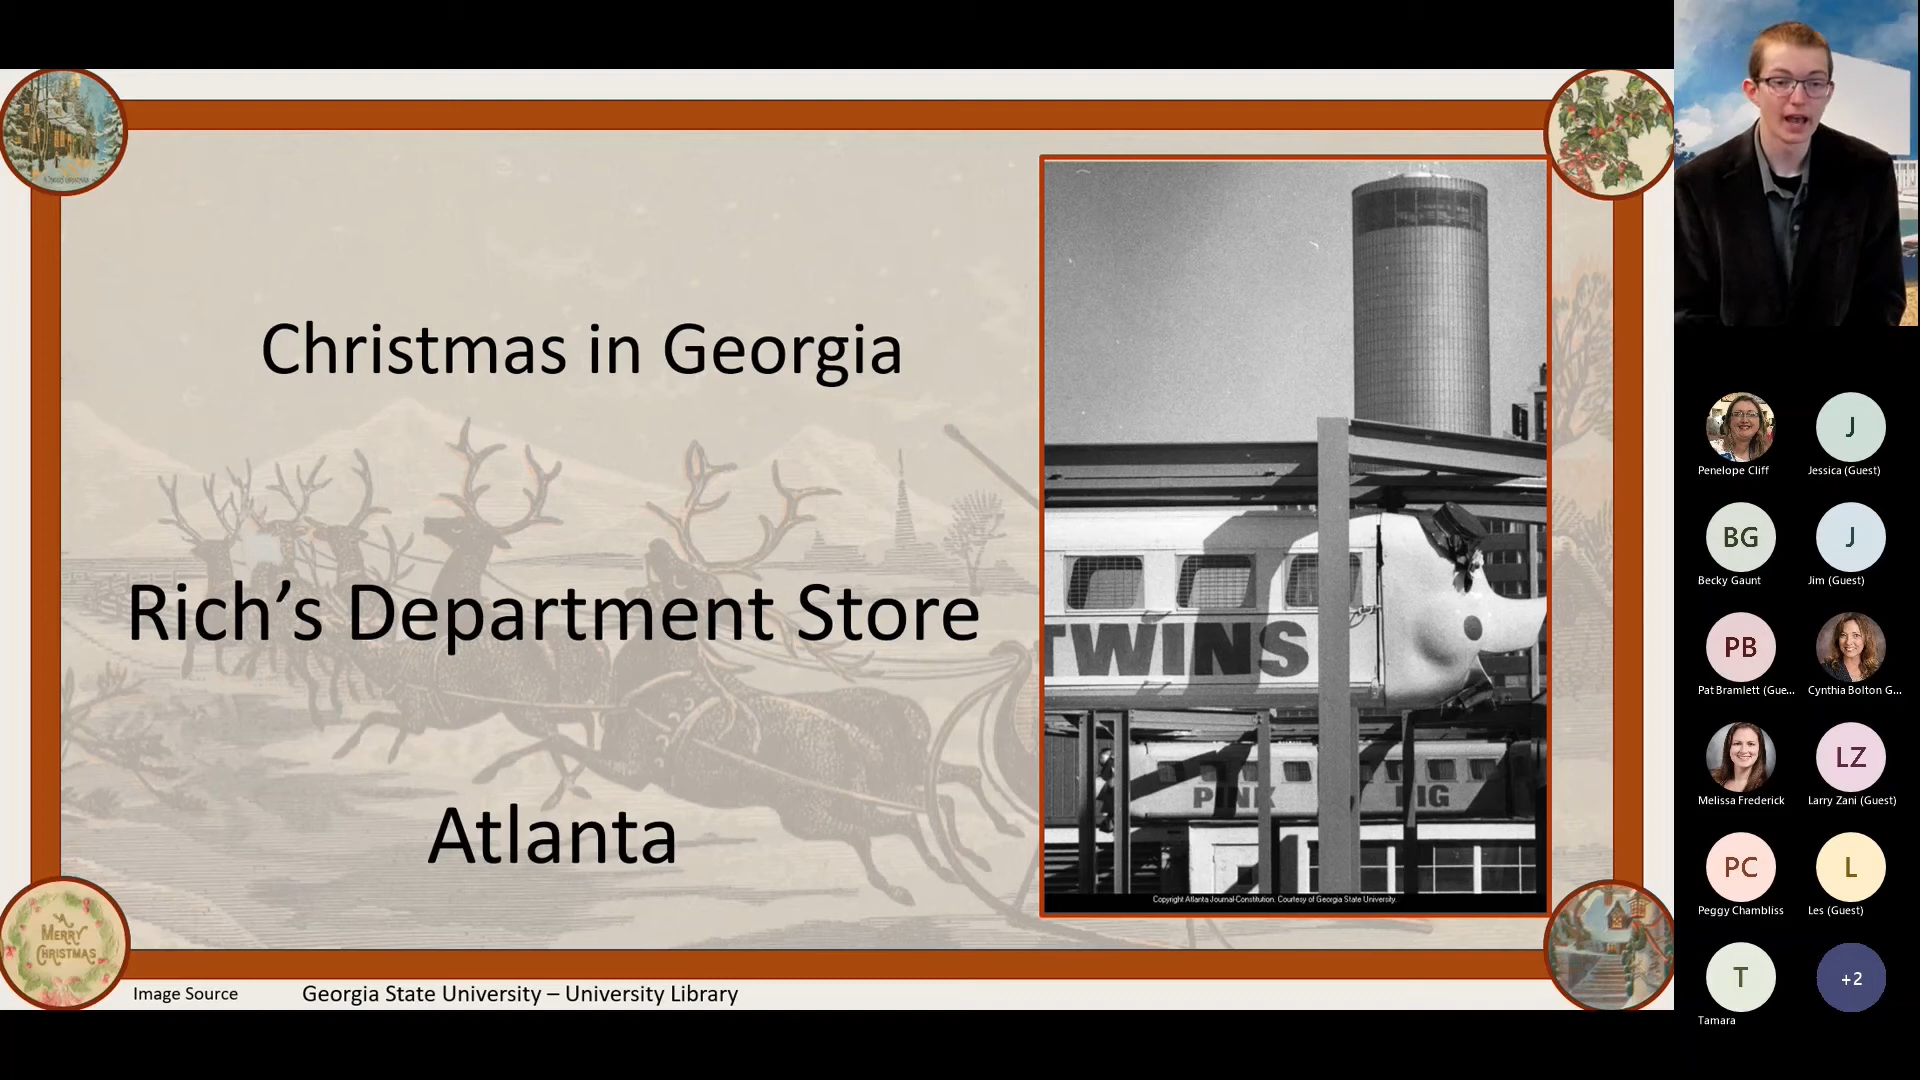 Christmas in Georgia
Rich’s Department Store
Atlanta
TWINS
PINK PIG
Copyright Atlanta Journal-Constitution. Courtesy of Georgia State University.
MERRY
CHRISTMAS
Image Source
Georgia State University – University Library
Penelope Cliff
J
Jessica (Guest)
BG
Becky Gaunt
J
Jim (Guest)
PB
Pat Bramlett (Gue...
Cynthia Bolton G...
Melissa Frederick
LZ
Larry Zani (Guest)
PC
Peggy Chambliss
L
Les (Guest)
T
Tamara
+2